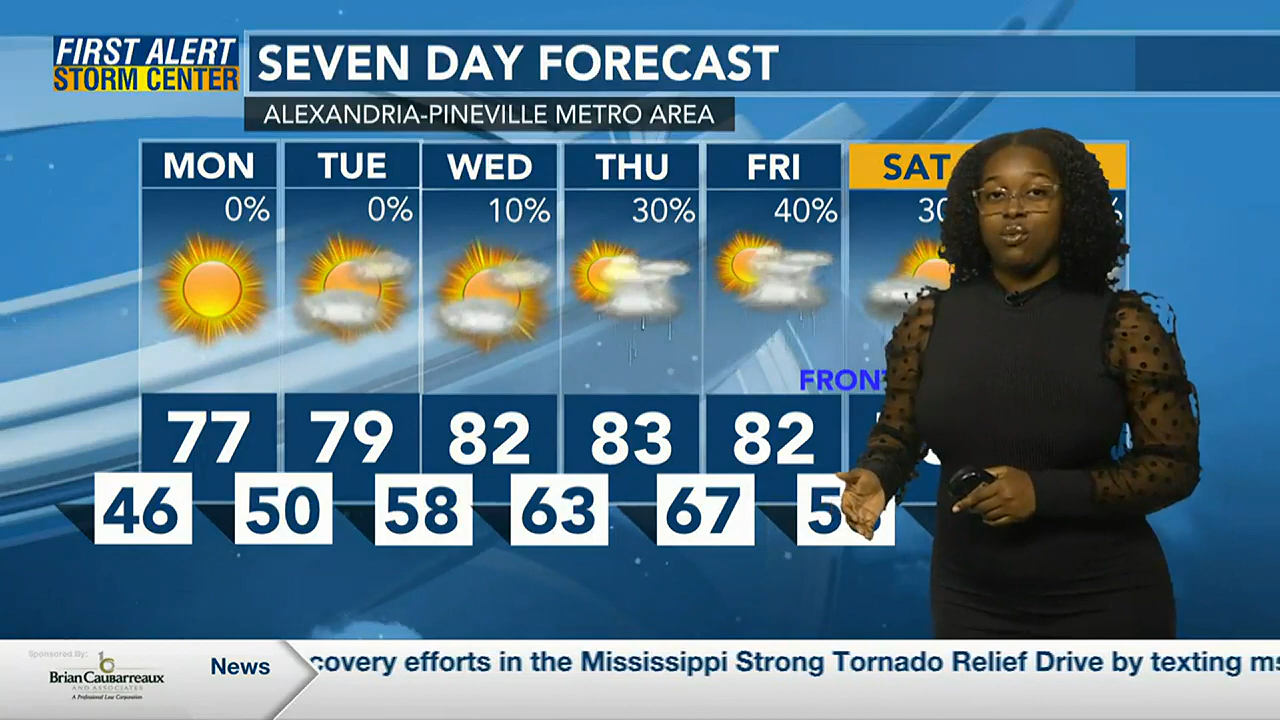 FIRST ALERT
STORM CENTER
SEVEN DAY FORECAST
ALEXANDRIA-PINEVILLE METRO AREA
MON TUE WED THU FRI SAT
0% 0% 10% 30% 40%
FRONT
77 79 82 83 82
46 50 58 63 67
Sponsored By:
Brian Caubarreaux
AND ASSOCIATES
A Professional Law Corporation
News
covery efforts in the Mississippi Strong Tornado Relief Drive by texting ms